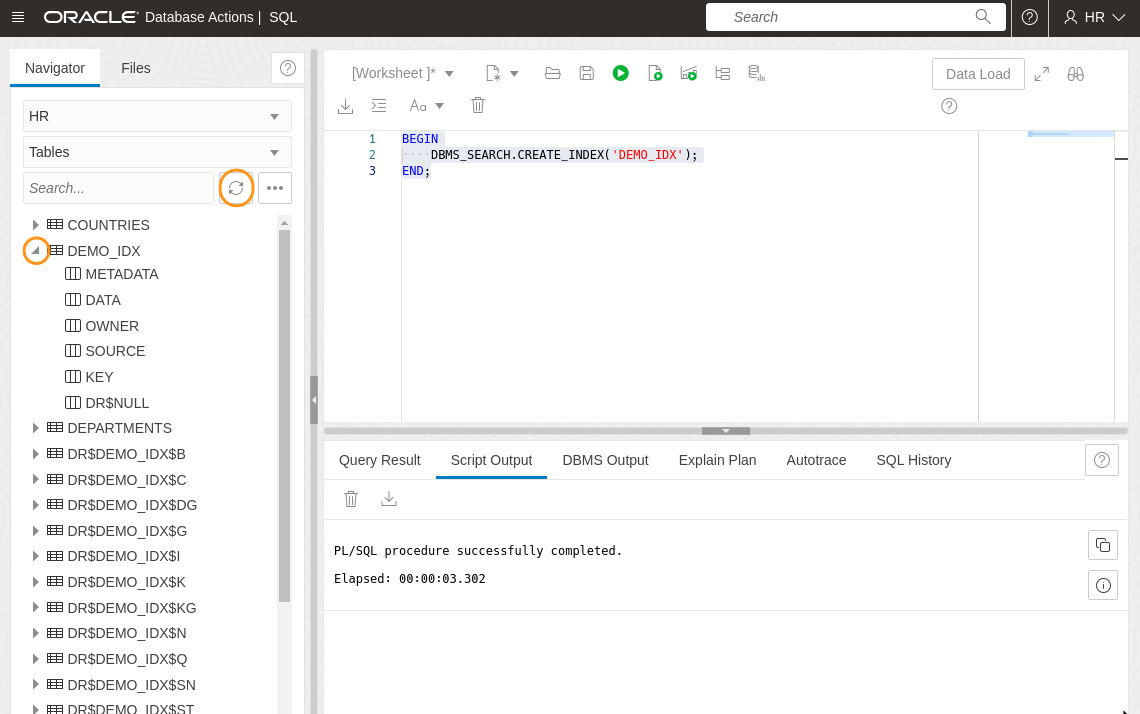 ORACLE Database Actions | SQL
Search
HR
Navigator
Files
HR
Tables
Search...
COUNTRIES
DEMO_IDX
METADATA
DATA
OWNER
SOURCE
KEY
DR$NULL
DEPARTMENTS
DR$DEMO_IDX$B
DR$DEMO_IDX$C
DR$DEMO_IDX$DG
DR$DEMO_IDX$G
DR$DEMO_IDX$I
DR$DEMO_IDX$K
DR$DEMO_IDX$KG
DR$DEMO_IDX$N
DR$DEMO_IDX$Q
DR$DEMO_IDX$SN
DR$DEMO_IDX$ST
[Worksheet ]*
Data Load
Aa
1 BEGIN
2 ····DBMS_SEARCH.CREATE_INDEX('DEMO_IDX');
3 END;
Query Result Script Output DBMS Output Explain Plan Autotrace SQL History
PL/SQL procedure successfully completed.
Elapsed: 00:00:03.302